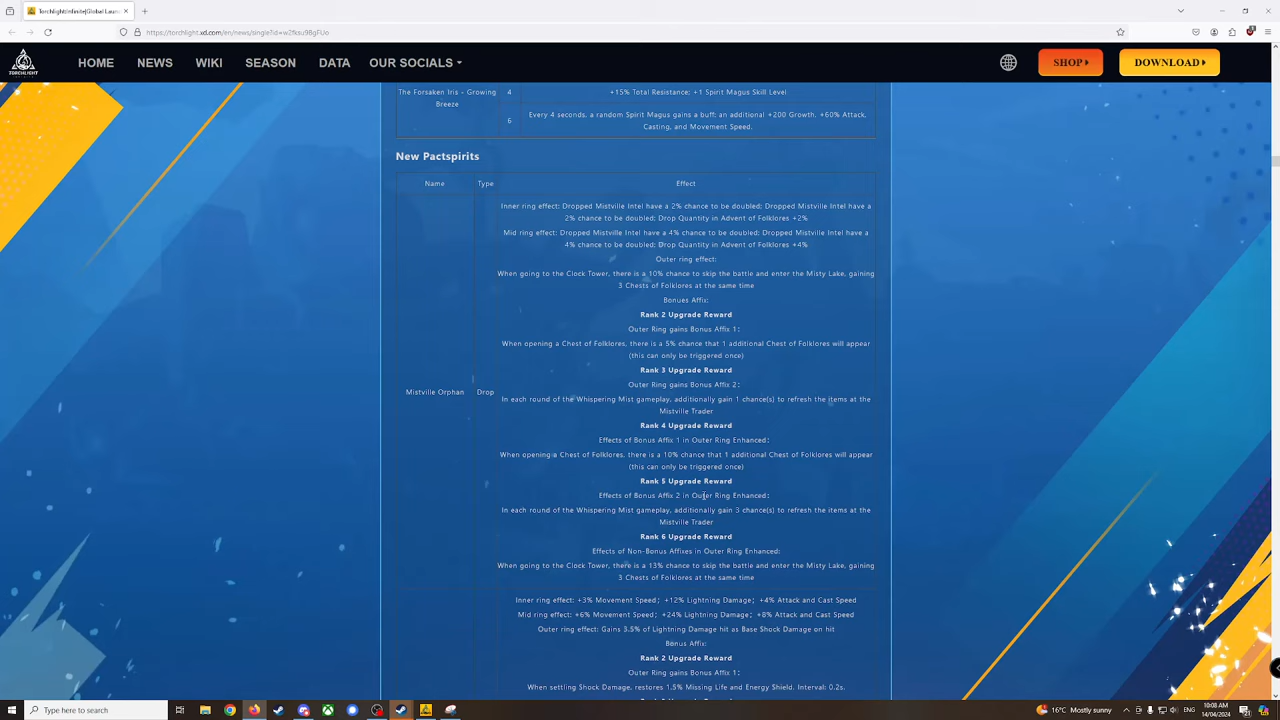 Torchlight:Infinite|Global Laun
https://torchlight.xd.com/en/news/single?id=w2fksu98gFUo
TORCHLIGHT
HOME
NEWS
WIKI
SEASON
DATA
OUR SOCIALS
SHOP
DOWNLOAD
The Forsaken Iris - Growing
Breeze
4
+15% Total Resistance; +1 Spirit Magus Skill Level
6
Every 4 seconds, a random Spirit Magus gains a buff: an additional +200 Growth, +60% Attack,
Casting, and Movement Speed.
New Pactspirits
Name
Type
Effect
Mistville Orphan
Drop
Inner ring effect: Dropped Mistville Intel have a 2% chance to be doubled; Dropped Mistville Intel have a
2% chance to be doubled; Drop Quantity in Advent of Folklores +2%
Mid ring effect: Dropped Mistville Intel have a 4% chance to be doubled; Dropped Mistville Intel have a
4% chance to be doubled; Drop Quantity in Advent of Folklores +4%
Outer ring effect:
When going to the Clock Tower, there is a 10% chance to skip the battle and enter the Misty Lake, gaining
3 Chests of Folklores at the same time
Bonues Affix:
Rank 2 Upgrade Reward
Outer Ring gains Bonus Affix 1:
When opening a Chest of Folklores, there is a 5% chance that 1 additional Chest of Folklores will appear
(this can only be triggered once)
Rank 3 Upgrade Reward
Outer Ring gains Bonus Affix 2:
In each round of the Whispering Mist gameplay, additionally gain 1 chance(s) to refresh the items at the
Mistville Trader
Rank 4 Upgrade Reward
Effects of Bonus Affix 1 in Outer Ring Enhanced:
When opening a Chest of Folklores, there is a 10% chance that 1 additional Chest of Folklores will appear
(this can only be triggered once)
Rank 5 Upgrade Reward
Effects of Bonus Affix 2 in Outer Ring Enhanced:
In each round of the Whispering Mist gameplay, additionally gain 3 chance(s) to refresh the items at the
Mistville Trader
Rank 6 Upgrade Reward
Effects of Non-Bonus Affixes in Outer Ring Enhanced:
When going to the Clock Tower, there is a 13% chance to skip the battle and enter the Misty Lake, gaining
3 Chests of Folklores at the same time
Inner ring effect: +3% Movement Speed; +12% Lightning Damage; +4% Attack and Cast Speed
Mid ring effect: +6% Movement Speed; +24% Lightning Damage; +8% Attack and Cast Speed
Outer ring effect: Gains 3.5% of Lightning Damage hit as Base Shock Damage on hit
Bonus Affix:
Rank 2 Upgrade Reward
Outer Ring gains Bonus Affix 1:
When settling Shock Damage, restores 1.5% Missing Life and Energy Shield. Interval: 0.2s.
Type here to search
16°C Mostly sunny
10:08 AM
14/04/2024